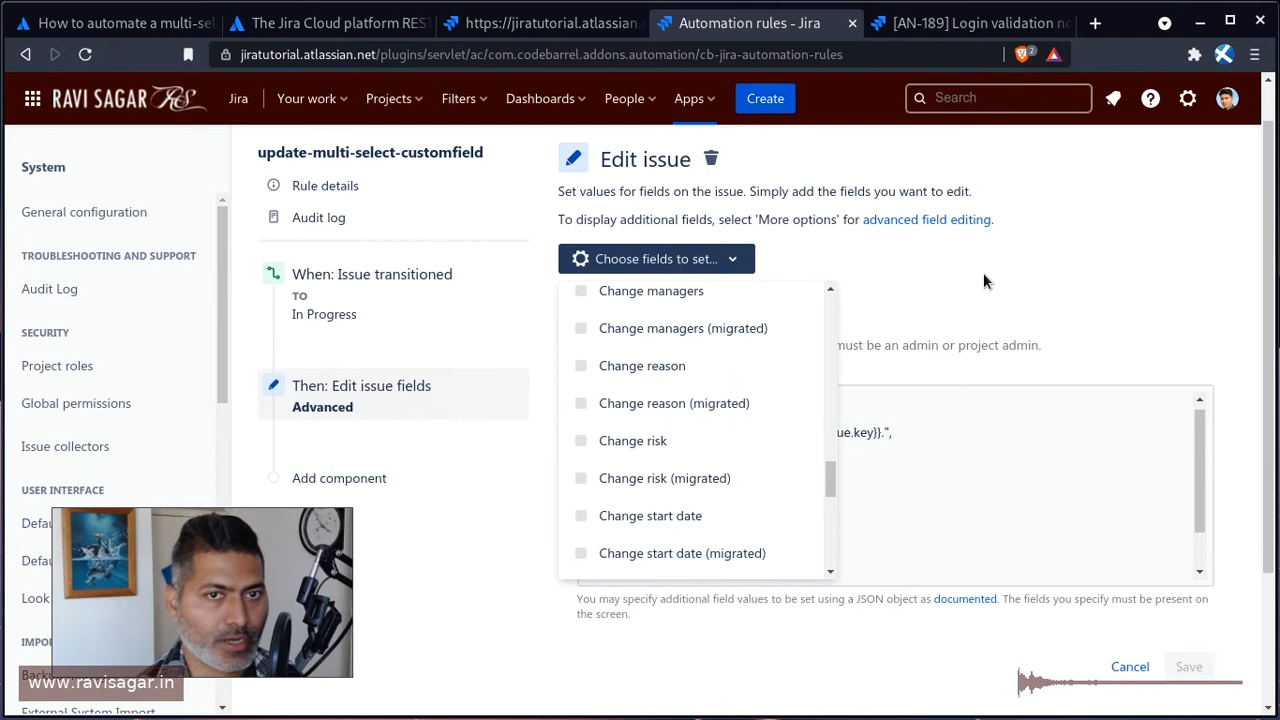 How to automate a multi-sel
The Jira Cloud platform REST
https://jiratutorial.atlassian.
Automation rules - Jira
[AN-189] Login validation no
jiratutorial.atlassian.net/plugins/servlet/ac/com.codebarrel.addons.automation/cb-jira-automation-rules
2
RAVI SAGAR RS
Jira
Your work
Projects
Filters
Dashboards
People
Apps
Create
Search
System
General configuration
TROUBLESHOOTING AND SUPPORT
Audit Log
SECURITY
Project roles
Global permissions
Issue collectors
USER INTERFACE
Defau
Defau
Look
IMPO
Back
External System Import
www.ravisagar.in
update-multi-select-customfield
Rule details
Audit log
When: Issue transitioned
TO
In Progress
Then: Edit issue fields
Advanced
Add component
Edit issue
Set values for fields on the issue. Simply add the fields you want to edit.
To display additional fields, select 'More options' for advanced field editing.
Choose fields to set...
Change managers
Change managers (migrated)
must be an admin or project admin.
Change reason
Change reason (migrated)
ue.key}}.",
Change risk
Change risk (migrated)
Change start date
Change start date (migrated)
You may specify additional field values to be set using a JSON object as documented. The fields you specify must be present on
the screen.
Cancel
Save